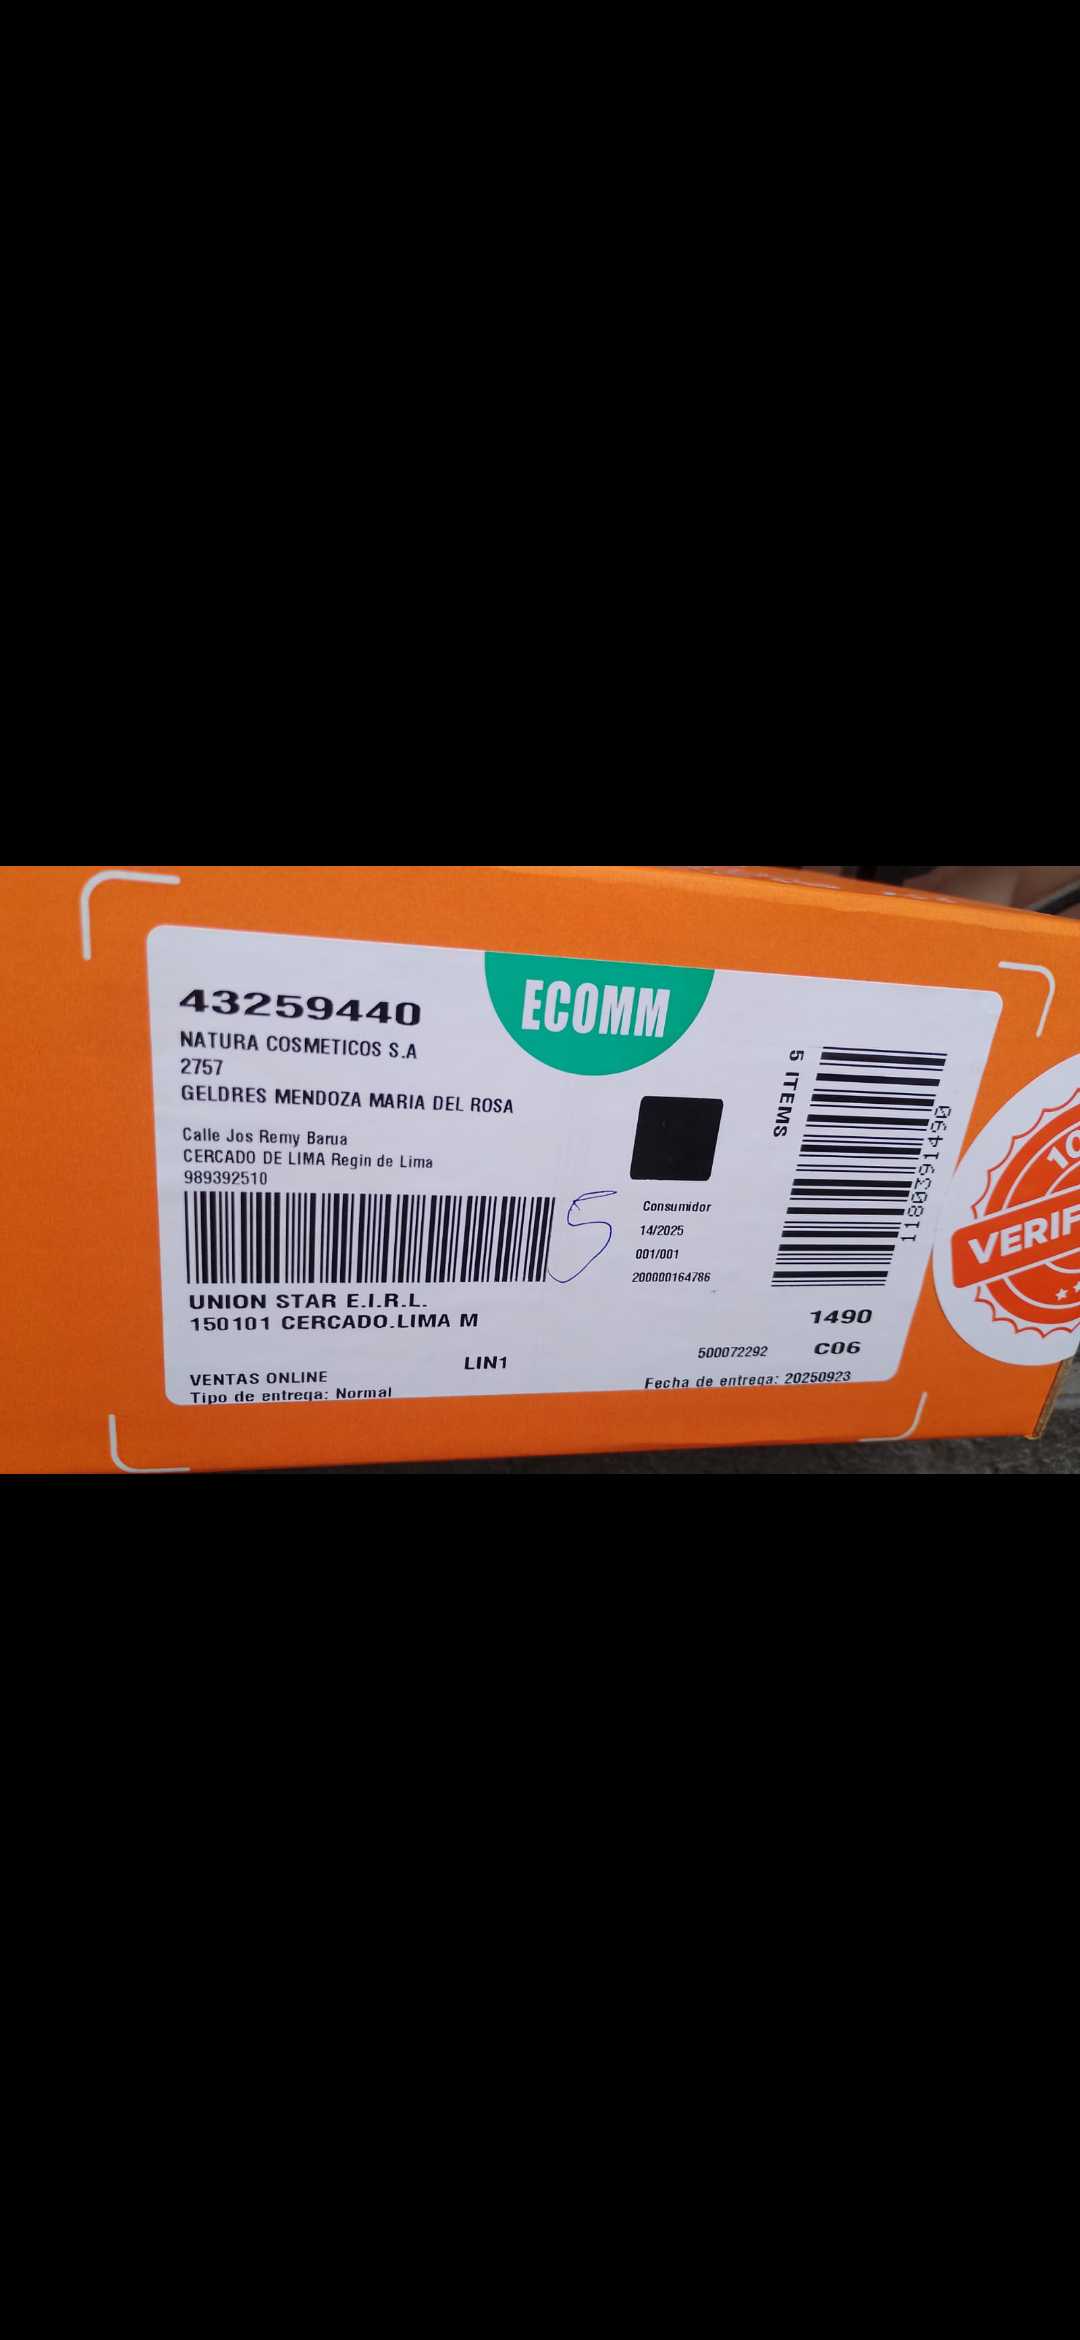 ECOMM
43259440
NATURA COSMETICOS S.A
2757
GELDRES MENDOZA MARIA DEL ROSA
Calle Jos Remy Barua
CERCADO DE LIMA Regin de Lima
989392510
5
UNION STAR E.I.R.L.
150101 CERCADO.LIMA M
LIN1
VENTAS ONLINE
Tipo de entrega: Normal
Consumidor
14/2025
001/001
200000164786
5 ITEMS
1180391490
1490
500072292 C06
Fecha de entrega: 20250923
10
VERIF